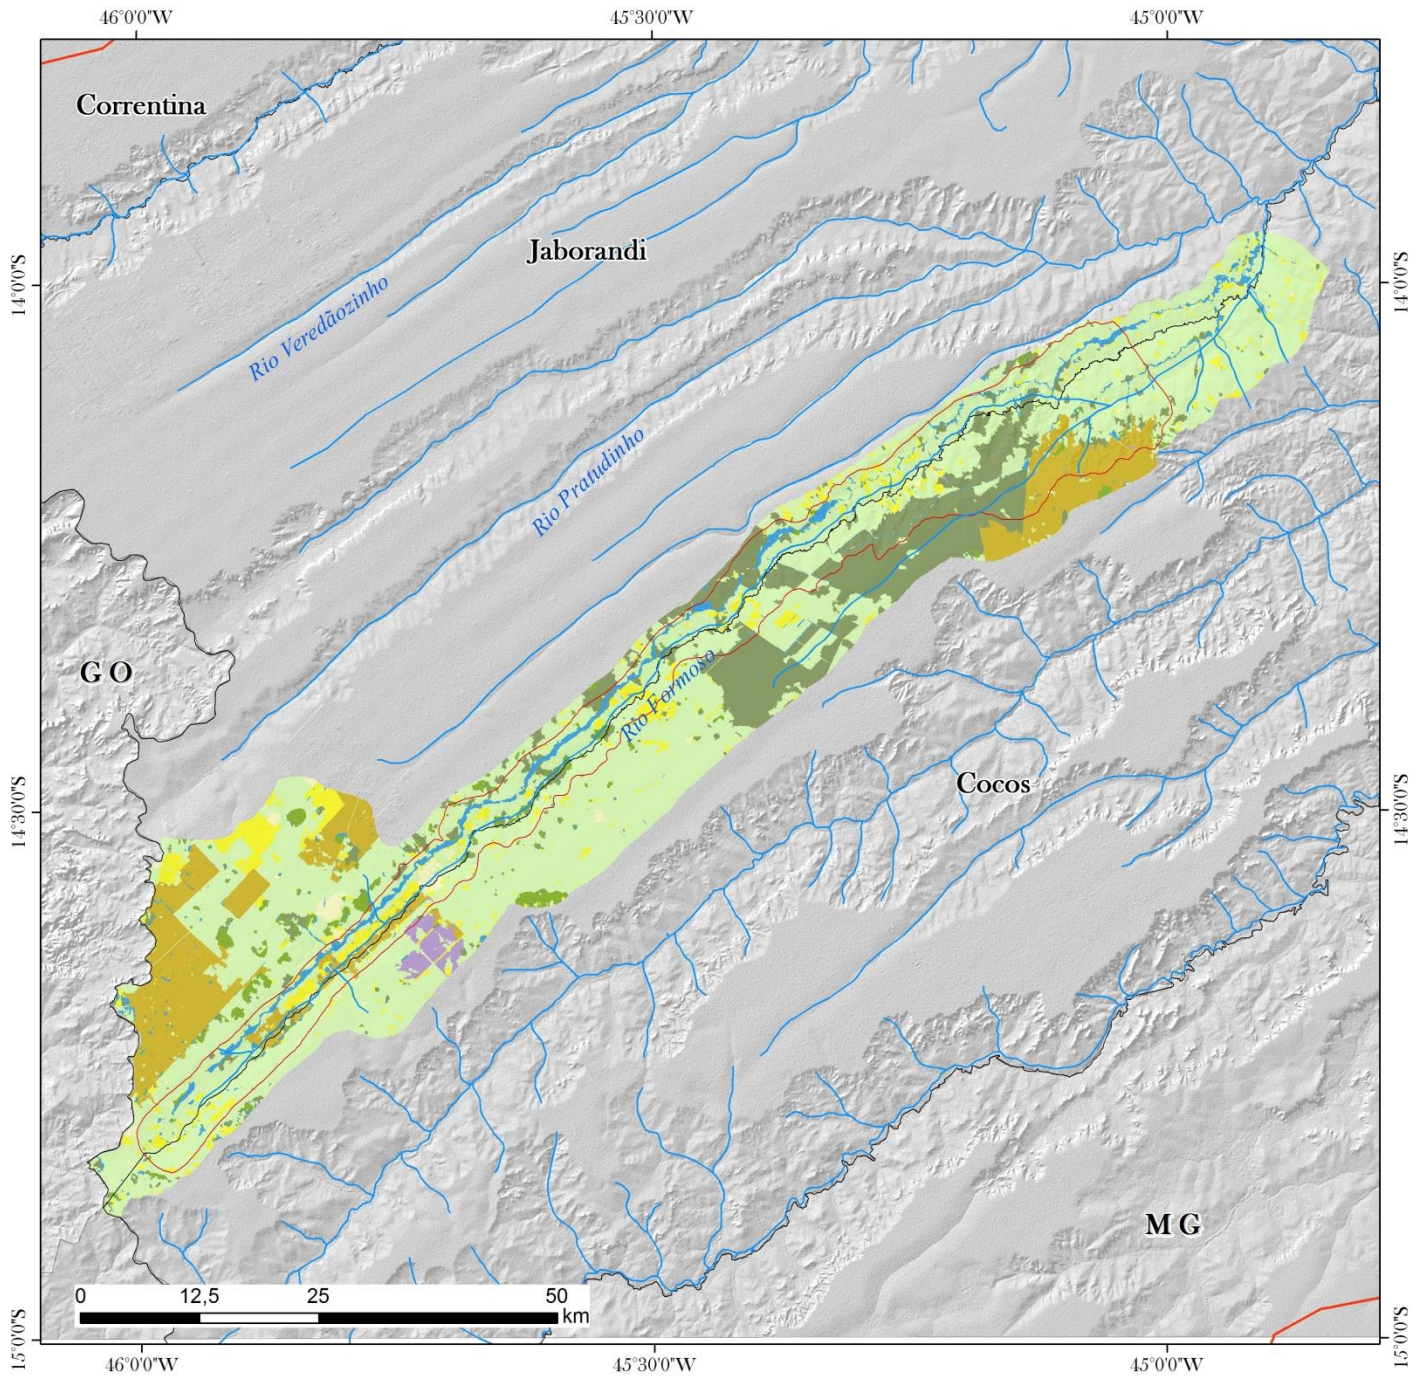 46°0'0"W
45°30'0"W
45°0'0"W
Correntina
Jaborandi
14°0'0"S
14°0'0"S
Rio Veredãozinho
Rio Pratudinho
G O
Rio Formoso
Cocos
14°30'0"S
14°30'0"S
M G
0 12,5 25 50
km
15°0'0"S
15°0'0"S
46°0'0"W
45°30'0"W
45°0'0"W